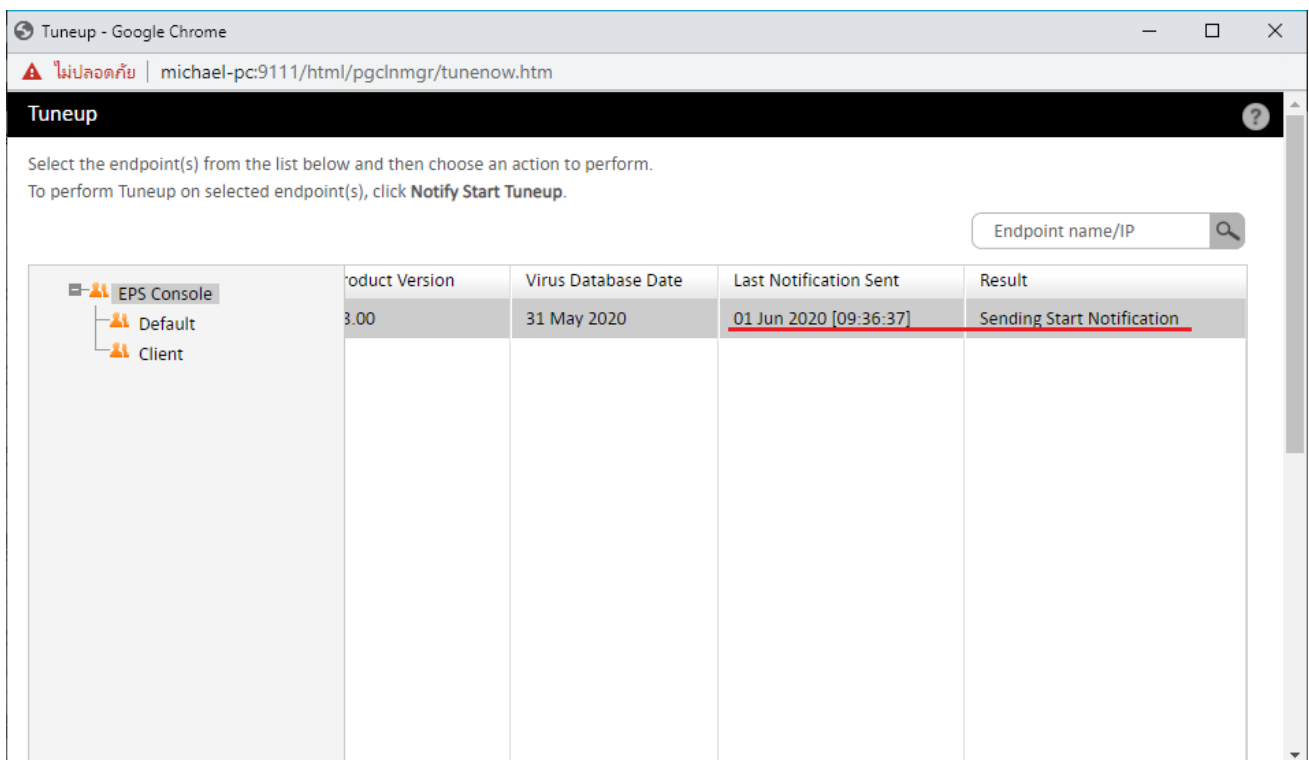 Tuneup - Google Chrome
ไม่ปลอดภัย | michael-pc:9111/html/pgclnmgr/tunenow.htm
Tuneup
Select the endpoint(s) from the list below and then choose an action to perform.
To perform Tuneup on selected endpoint(s), click Notify Start Tuneup.
Endpoint name/IP
EPS Console
Default
Client
roduct Version Virus Database Date Last Notification Sent Result
3.00 31 May 2020 01 Jun 2020 [09:36:37] Sending Start Notification